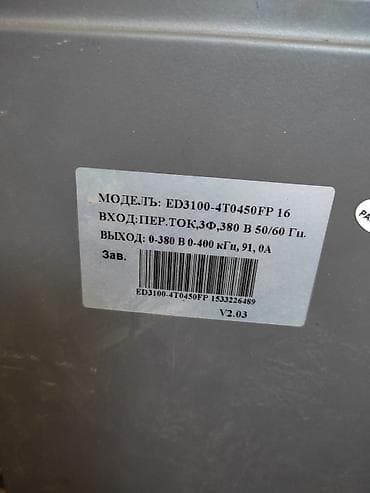 МОДЕЛЬ: ED3100-4T0450FP 16
ВХОД:ПЕР.ТОК,3Ф,380 В 50/60 Гц.
ВЫХОД: 0-380 В 0-400 кГц, 91, 0А
Зав.
ED3100-4T0450FP 1533226489
V2.03
PA